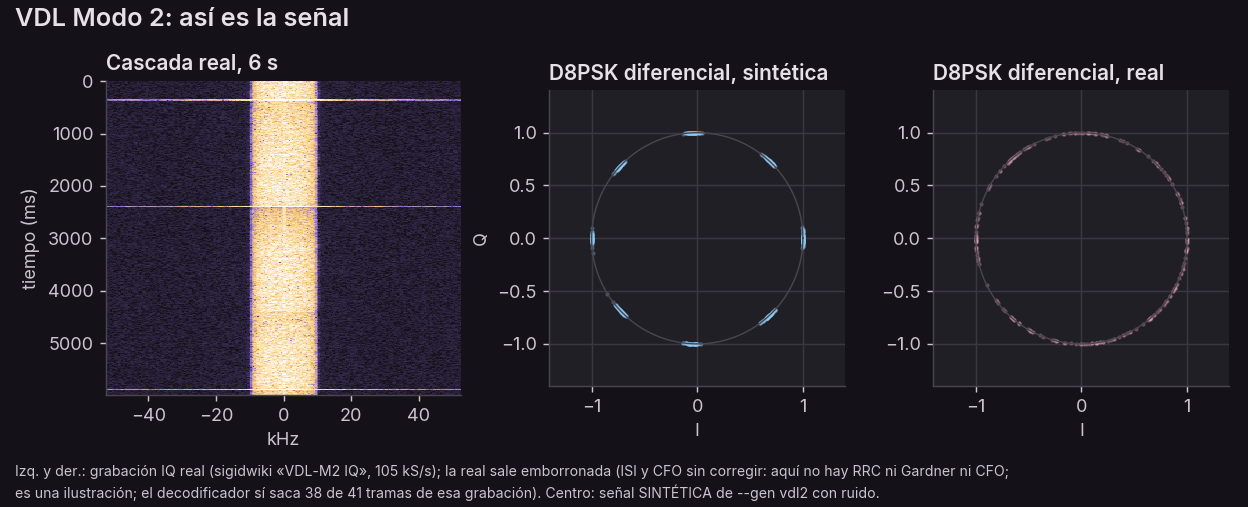 VDL Modo 2: así es la señal
Cascada real, 6 s
0
1000
2000
3000
4000
5000
tiempo (ms)
−40
−20
0
20
40
kHz
D8PSK diferencial, sintética
1.0
0.5
0.0
−0.5
−1.0
Q
−1
0
1
I
D8PSK diferencial, real
1.0
0.5
0.0
−0.5
−1.0
−1
0
1
I
Izq. y der.: grabación IQ real (sigidwiki «VDL-M2 IQ», 105 kS/s); la real sale emborronada (ISI y CFO sin corregir: aquí no hay RRC ni Gardner ni CFO;
es una ilustración; el decodificador sí saca 38 de 41 tramas de esa grabación). Centro: señal SINTÉTICA de --gen vdl2 con ruido.